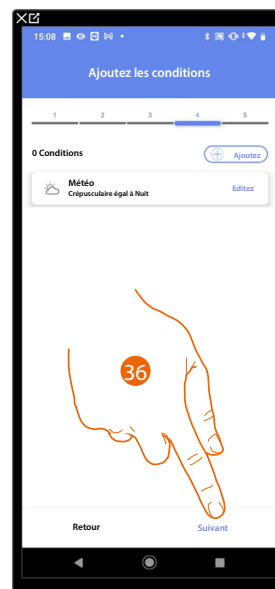 15:08
Ajoutez les conditions
1 2 3 4 5
0 Conditions
Ajoutez
Météo
Crépusculaire égal à Nuit
Editez
36
Retour
Suivant